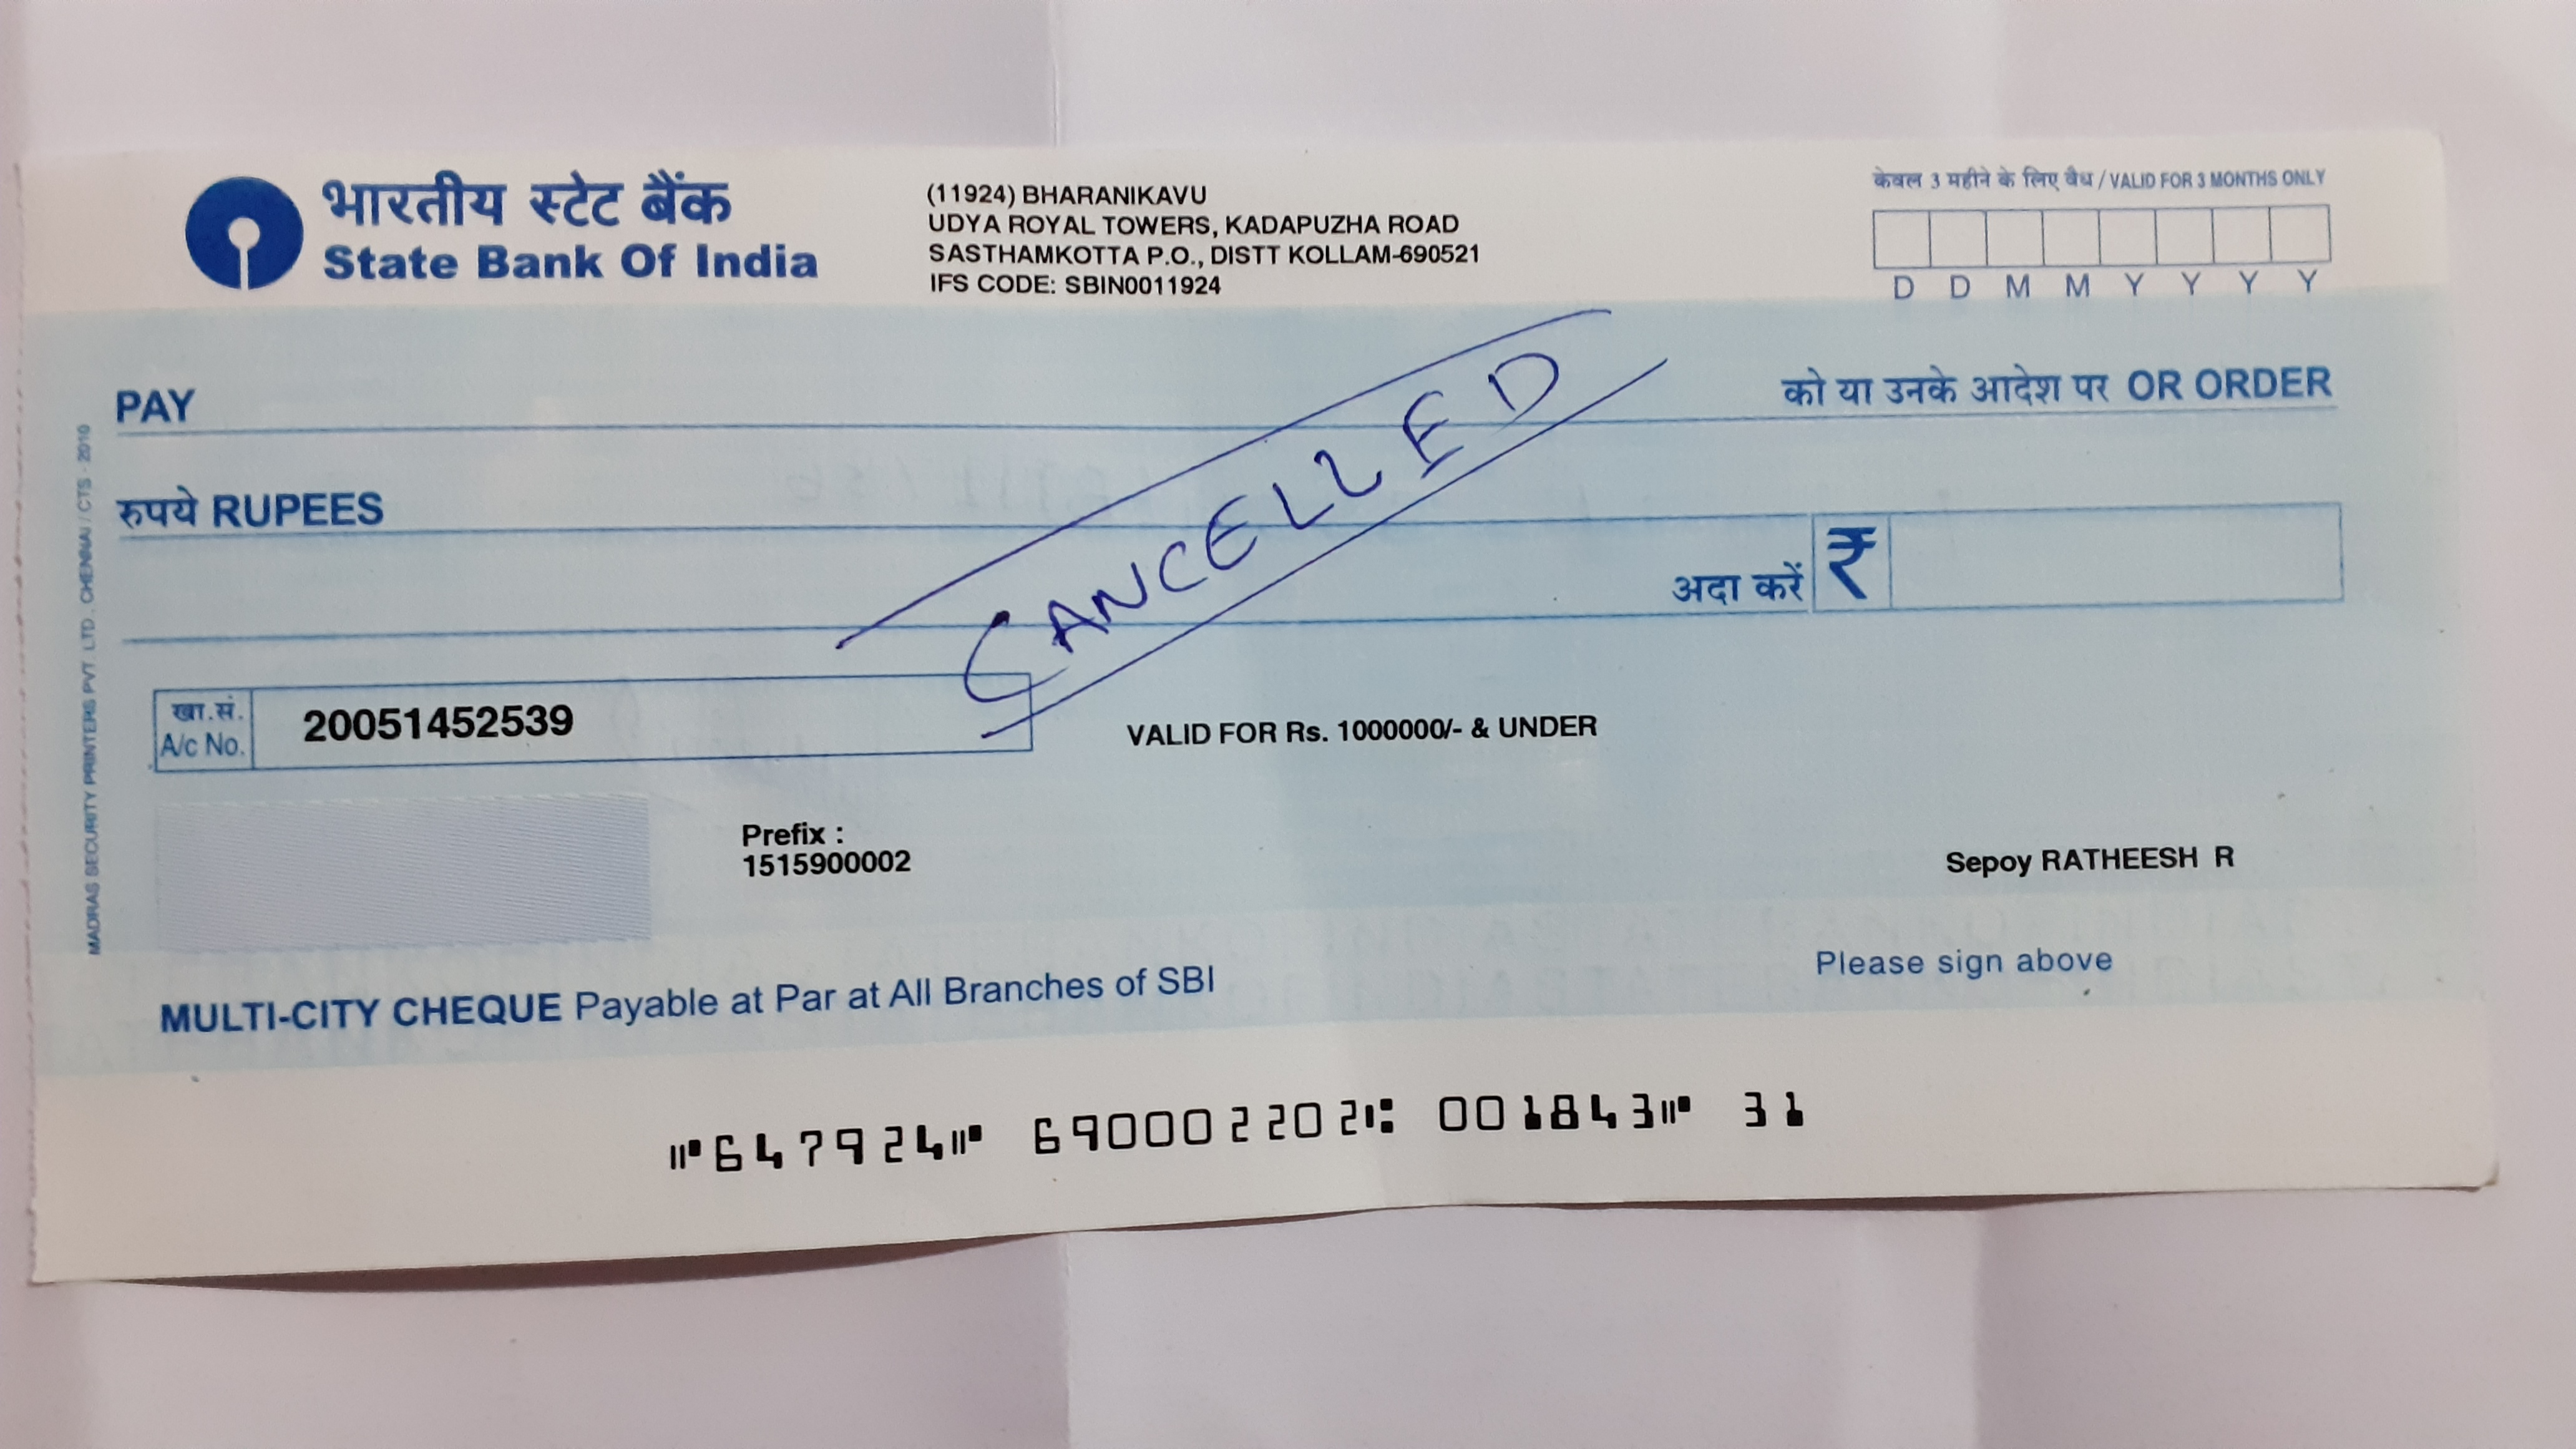 भारतीय स्टेट बैंक
State Bank Of India
(11924) BHARANIKAVU
UDYA ROYAL TOWERS, KADAPUZHA ROAD
SASTHAMKOTTA P.O., DISTT KOLLAM-690521
IFS CODE: SBIN0011924
केवल 3 महीने के लिए वैध / VALID FOR 3 MONTHS ONLY
D D M M Y Y Y Y
PAY
को या उनके आदेश पर OR ORDER
रुपये RUPEES
अदा करें ₹
CANCELLED
खा.सं.
A/c No.
20051452539
VALID FOR Rs. 1000000/- & UNDER
Prefix :
1515900002
Sepoy RATHEESH R
MULTI-CITY CHEQUE Payable at Par at All Branches of SBI
Please sign above
⑈647924⑈ 690002202⑆ 001843⑈ 31
MADRAS SECURITY PRINTERS PVT. LTD., CHENNAI / CTS - 2010